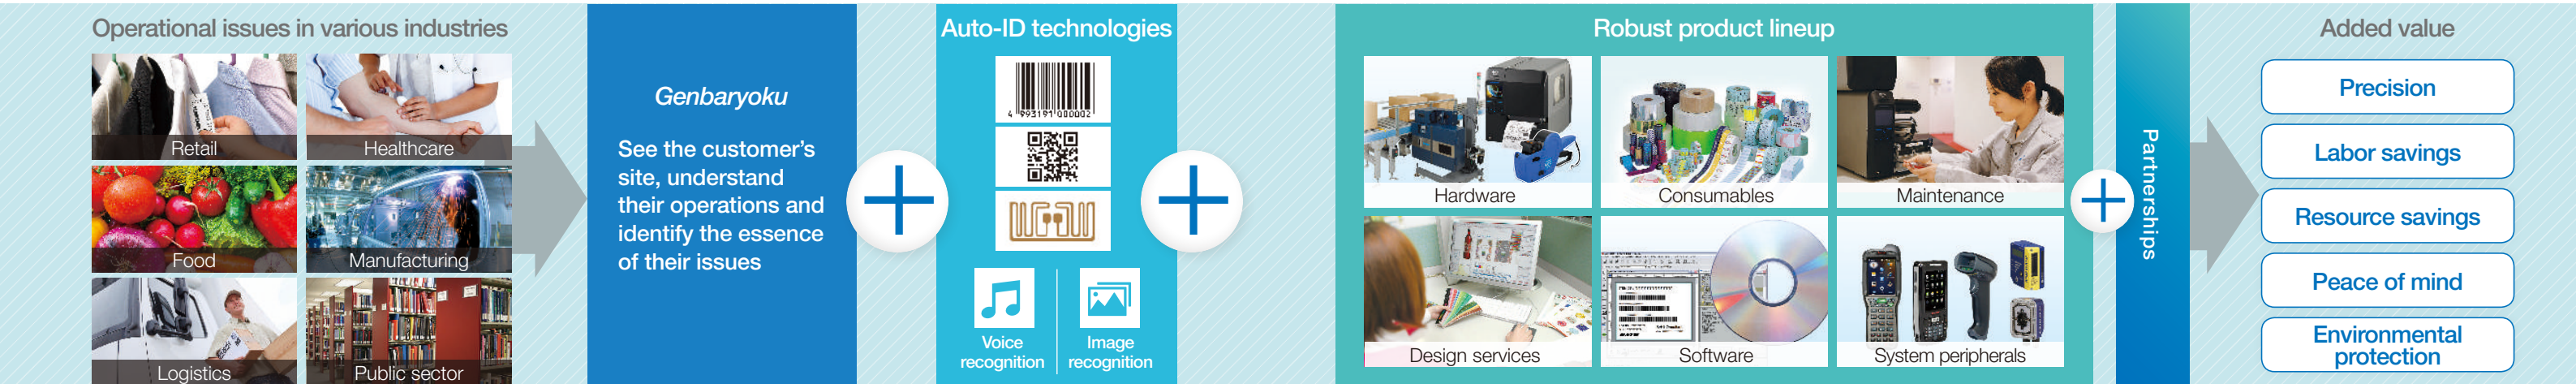 Operational issues in various industries
Retail
Healthcare
Food
Manufacturing
Logistics
Public sector
Genbaryoku
See the customer's
site, understand
their operations and
identify the essence
of their issues
Auto-ID technologies
4 993191 000002
Voice
recognition
Image
recognition
Robust product lineup
Hardware
Consumables
Maintenance
Design services
Software
System peripherals
Partnerships
Added value
Precision
Labor savings
Resource savings
Peace of mind
Environmental
protection